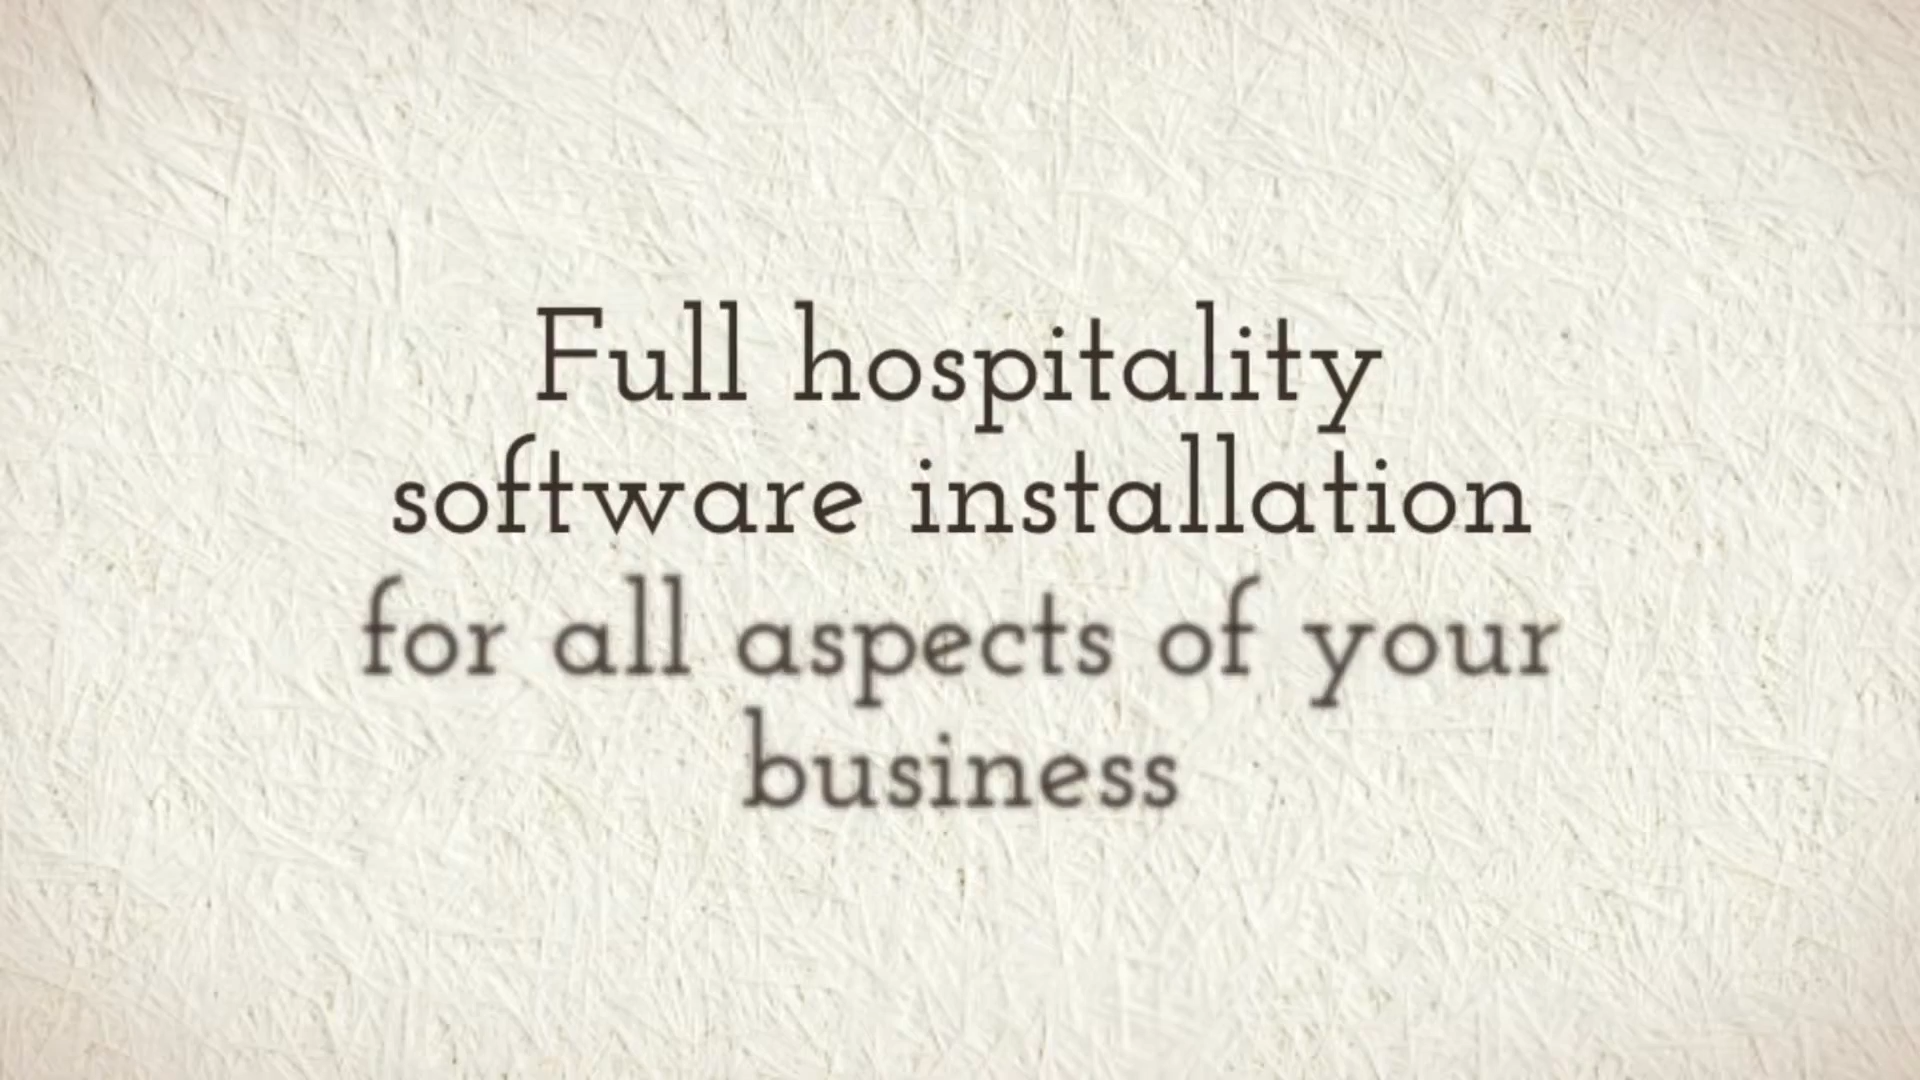 Full hospitality
software installation
for all aspects of your
business